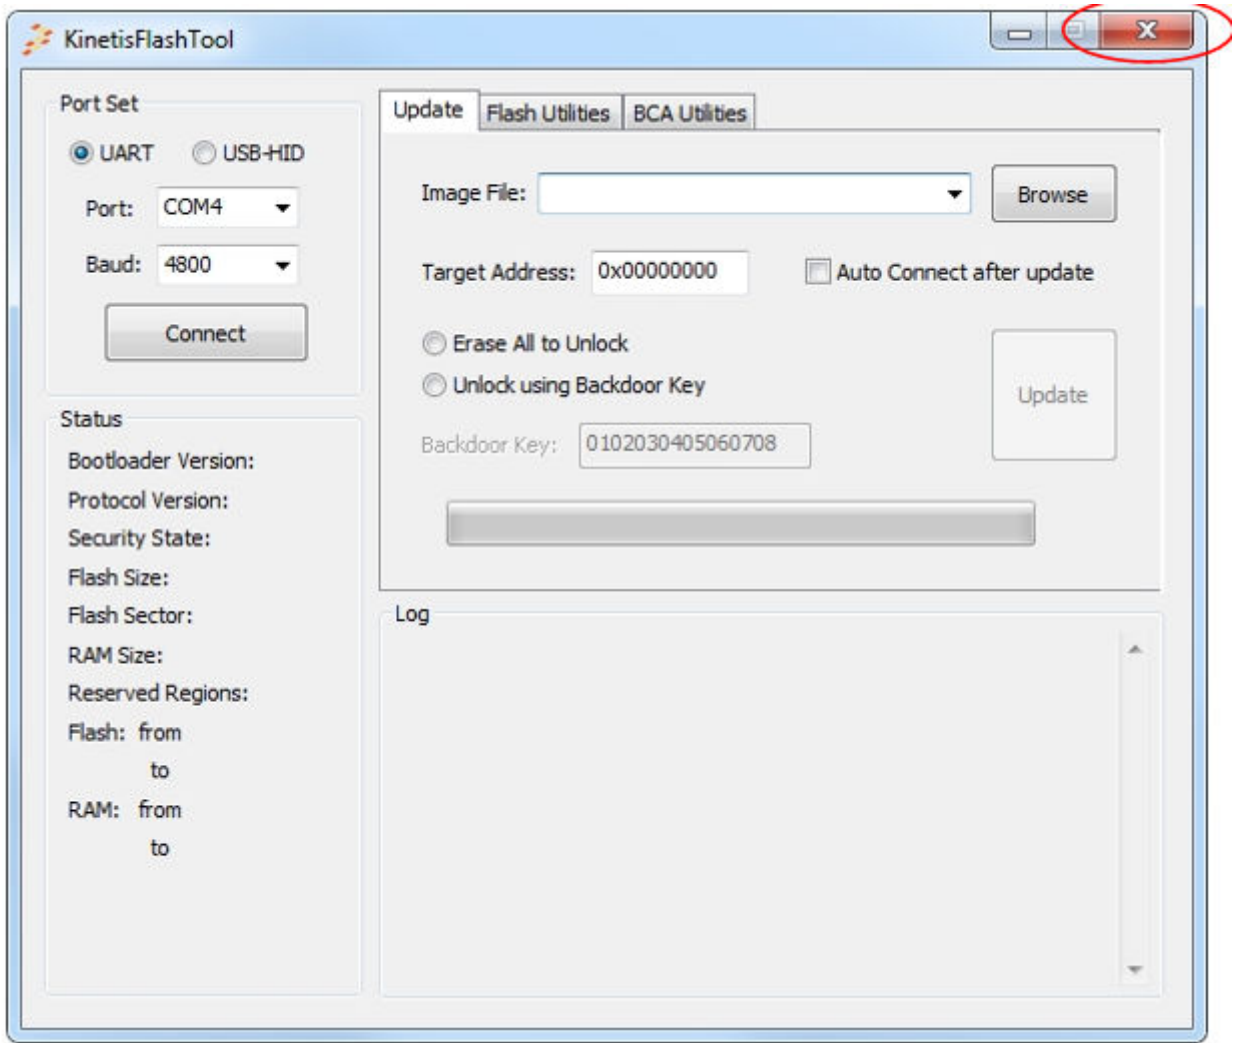 KinetisFlashTool
Port Set
UART USB-HID
Port: COM4
Baud: 4800
Connect
Status
Bootloader Version:
Protocol Version:
Security State:
Flash Size:
Flash Sector:
RAM Size:
Reserved Regions:
Flash: from
to
RAM: from
to
Update Flash Utilities BCA Utilities
Image File: Browse
Target Address: 0x00000000 Auto Connect after update
Erase All to Unlock
Unlock using Backdoor Key
Update
Backdoor Key: 0102030405060708
Log